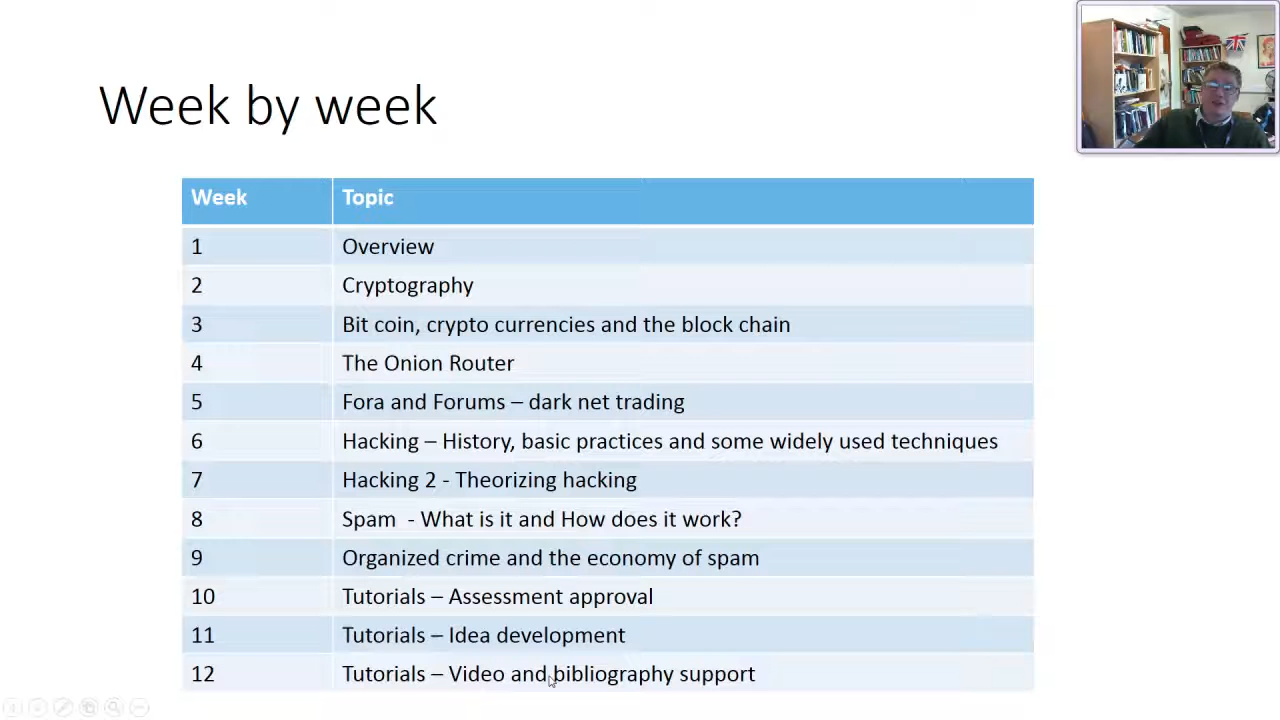 Week by week
Week Topic
1 Overview
2 Cryptography
3 Bit coin, crypto currencies and the block chain
4 The Onion Router
5 Fora and Forums – dark net trading
6 Hacking – History, basic practices and some widely used techniques
7 Hacking 2 - Theorizing hacking
8 Spam  - What is it and How does it work?
9 Organized crime and the economy of spam
10 Tutorials – Assessment approval
11 Tutorials – Idea development
12 Tutorials – Video and bibliography support